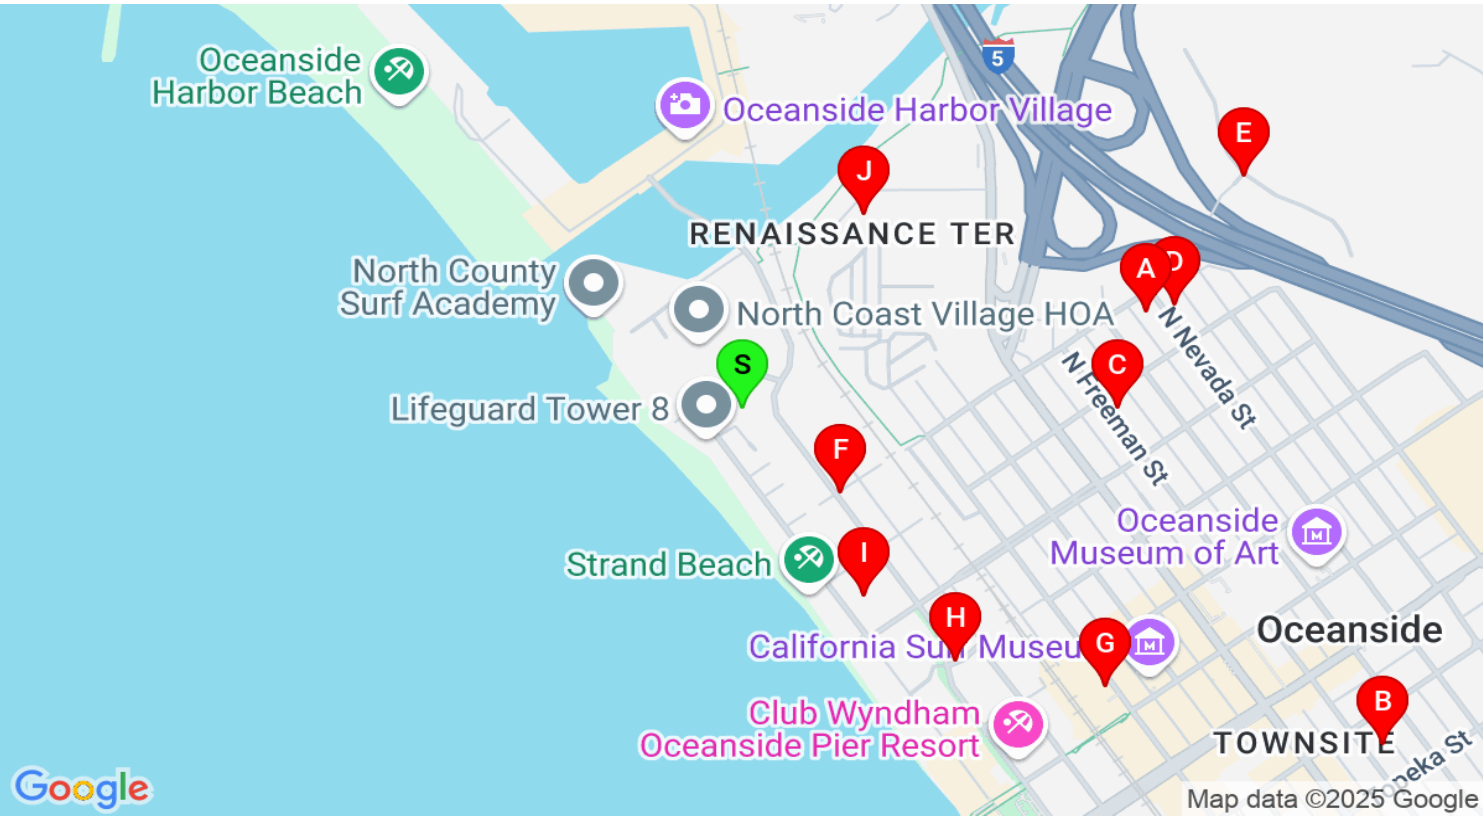 Oceanside
Harbor Beach
5
Oceanside Harbor Village
E
J
RENAISSANCE TER
North County
Surf Academy
A
D
North Coast Village HOA
N Nevada St
S
C
N Freeman St
Lifeguard Tower 8
F
Oceanside
Museum of Art
Strand Beach
I
H
California Sur Museu
G
Oceanside
Club Wyndham
Oceanside Pier Resort
B
TOWNSITE
opeka St
Google
Map data ©2025 Google